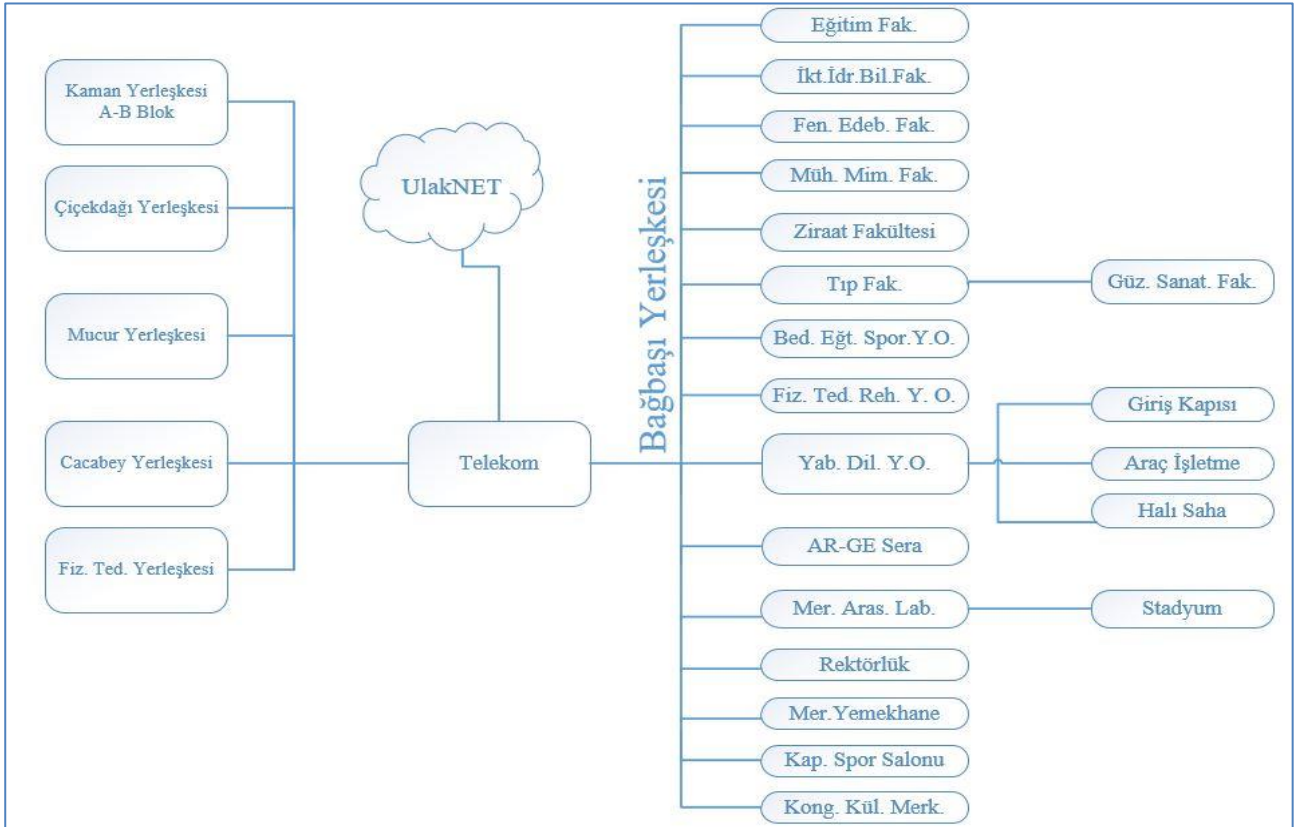 Kaman Yerleşkesi
A-B Blok
Çiçekdağı Yerleşkesi
Mucur Yerleşkesi
Cacabey Yerleşkesi
Fiz. Ted. Yerleşkesi
UlakNET
Telekom
Bağbaşı Yerleşkesi
Eğitim Fak.
İkt.İdr.Bil.Fak.
Fen. Edeb. Fak.
Müh. Mim. Fak.
Ziraat Fakültesi
Tıp Fak.
Bed. Eğt. Spor.Y.O.
Fiz. Ted. Reh. Y. O.
Yab. Dil. Y.O.
AR-GE Sera
Mer. Aras. Lab.
Rektörlük
Mer.Yemekhane
Kap. Spor Salonu
Kong. Kül. Merk.
Güz. Sanat. Fak.
Giriş Kapısı
Araç İşletme
Halı Saha
Stadyum